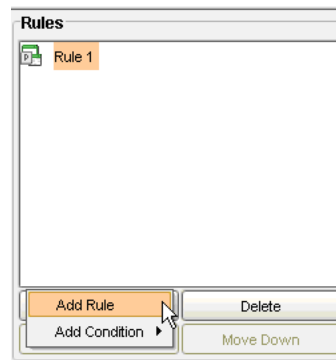 Rules
Rule 1
Add Rule
Delete
Add Condition
Move Down